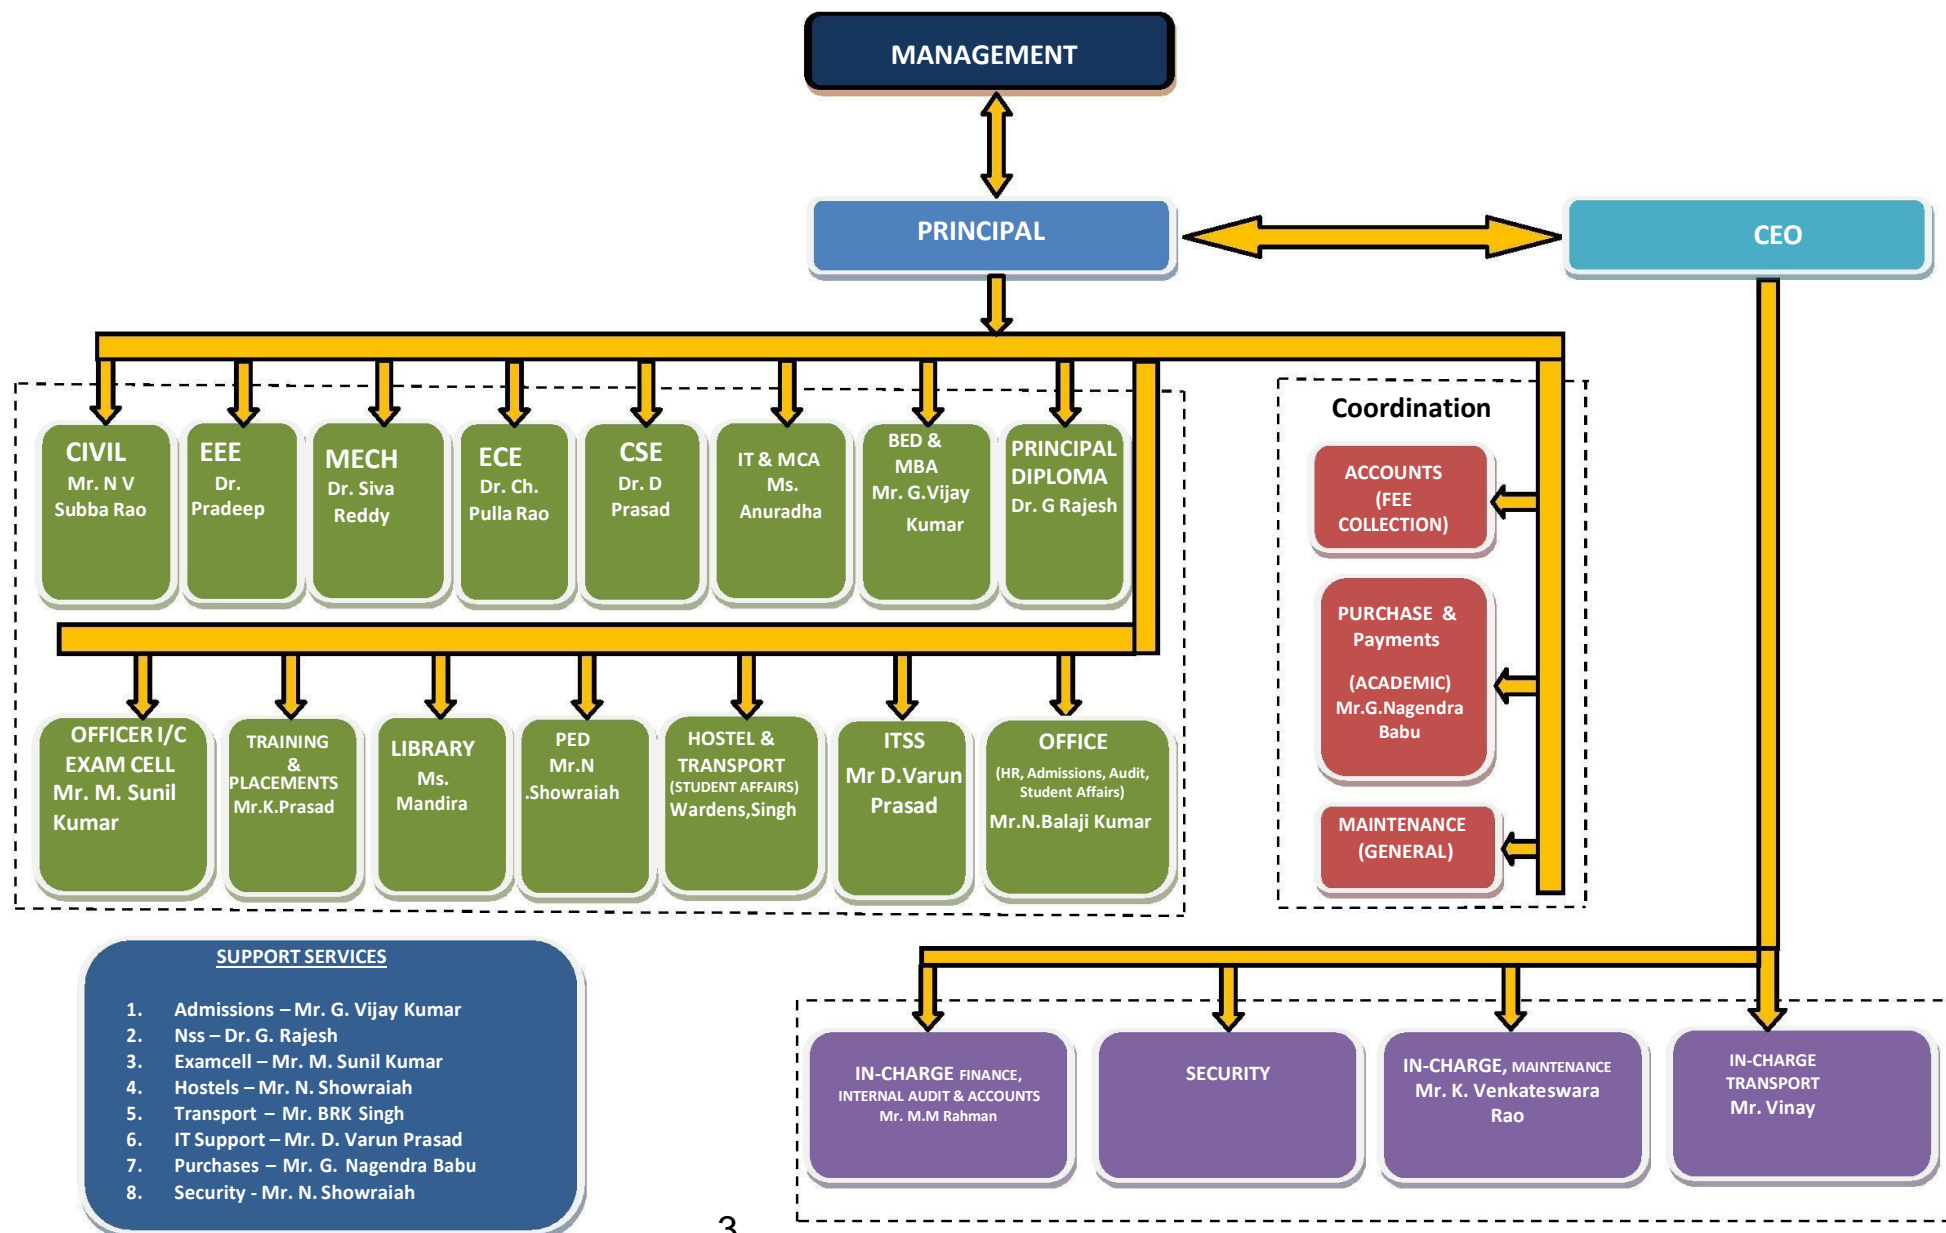 MANAGEMENT
PRINCIPAL
CEO
CIVIL
Mr. N V
Subba Rao
EEE
Dr.
Pradeep
MECH
Dr. Siva
Reddy
ECE
Dr. Ch.
Pulla Rao
CSE
Dr. D
Prasad
IT & MCA
Ms.
Anuradha
BED &
MBA
Mr. G.Vijay
Kumar
PRINCIPAL
DIPLOMA
Dr. G Rajesh
Coordination
ACCOUNTS
(FEE
COLLECTION)
PURCHASE &
Payments
(ACADEMIC)
Mr.G.Nagendra
Babu
MAINTENANCE
(GENERAL)
OFFICER I/C
EXAM CELL
Mr. M. Sunil
Kumar
TRAINING
&
PLACEMENTS
Mr.K.Prasad
LIBRARY
Ms.
Mandira
PED
Mr.N
.Showraiah
HOSTEL &
TRANSPORT
(STUDENT AFFAIRS)
Wardens,Singh
ITSS
Mr D.Varun
Prasad
OFFICE
(HR, Admissions, Audit,
Student Affairs)
Mr.N.Balaji Kumar
SUPPORT SERVICES
1. Admissions – Mr. G. Vijay Kumar
2. Nss – Dr. G. Rajesh
3. Examcell – Mr. M. Sunil Kumar
4. Hostels – Mr. N. Showraiah
5. Transport – Mr. BRK Singh
6. IT Support – Mr. D. Varun Prasad
7. Purchases – Mr. G. Nagendra Babu
8. Security - Mr. N. Showraiah
IN-CHARGE FINANCE,
INTERNAL AUDIT & ACCOUNTS
Mr. M.M Rahman
SECURITY
IN-CHARGE, MAINTENANCE
Mr. K. Venkateswara
Rao
IN-CHARGE
TRANSPORT
Mr. Vinay
3